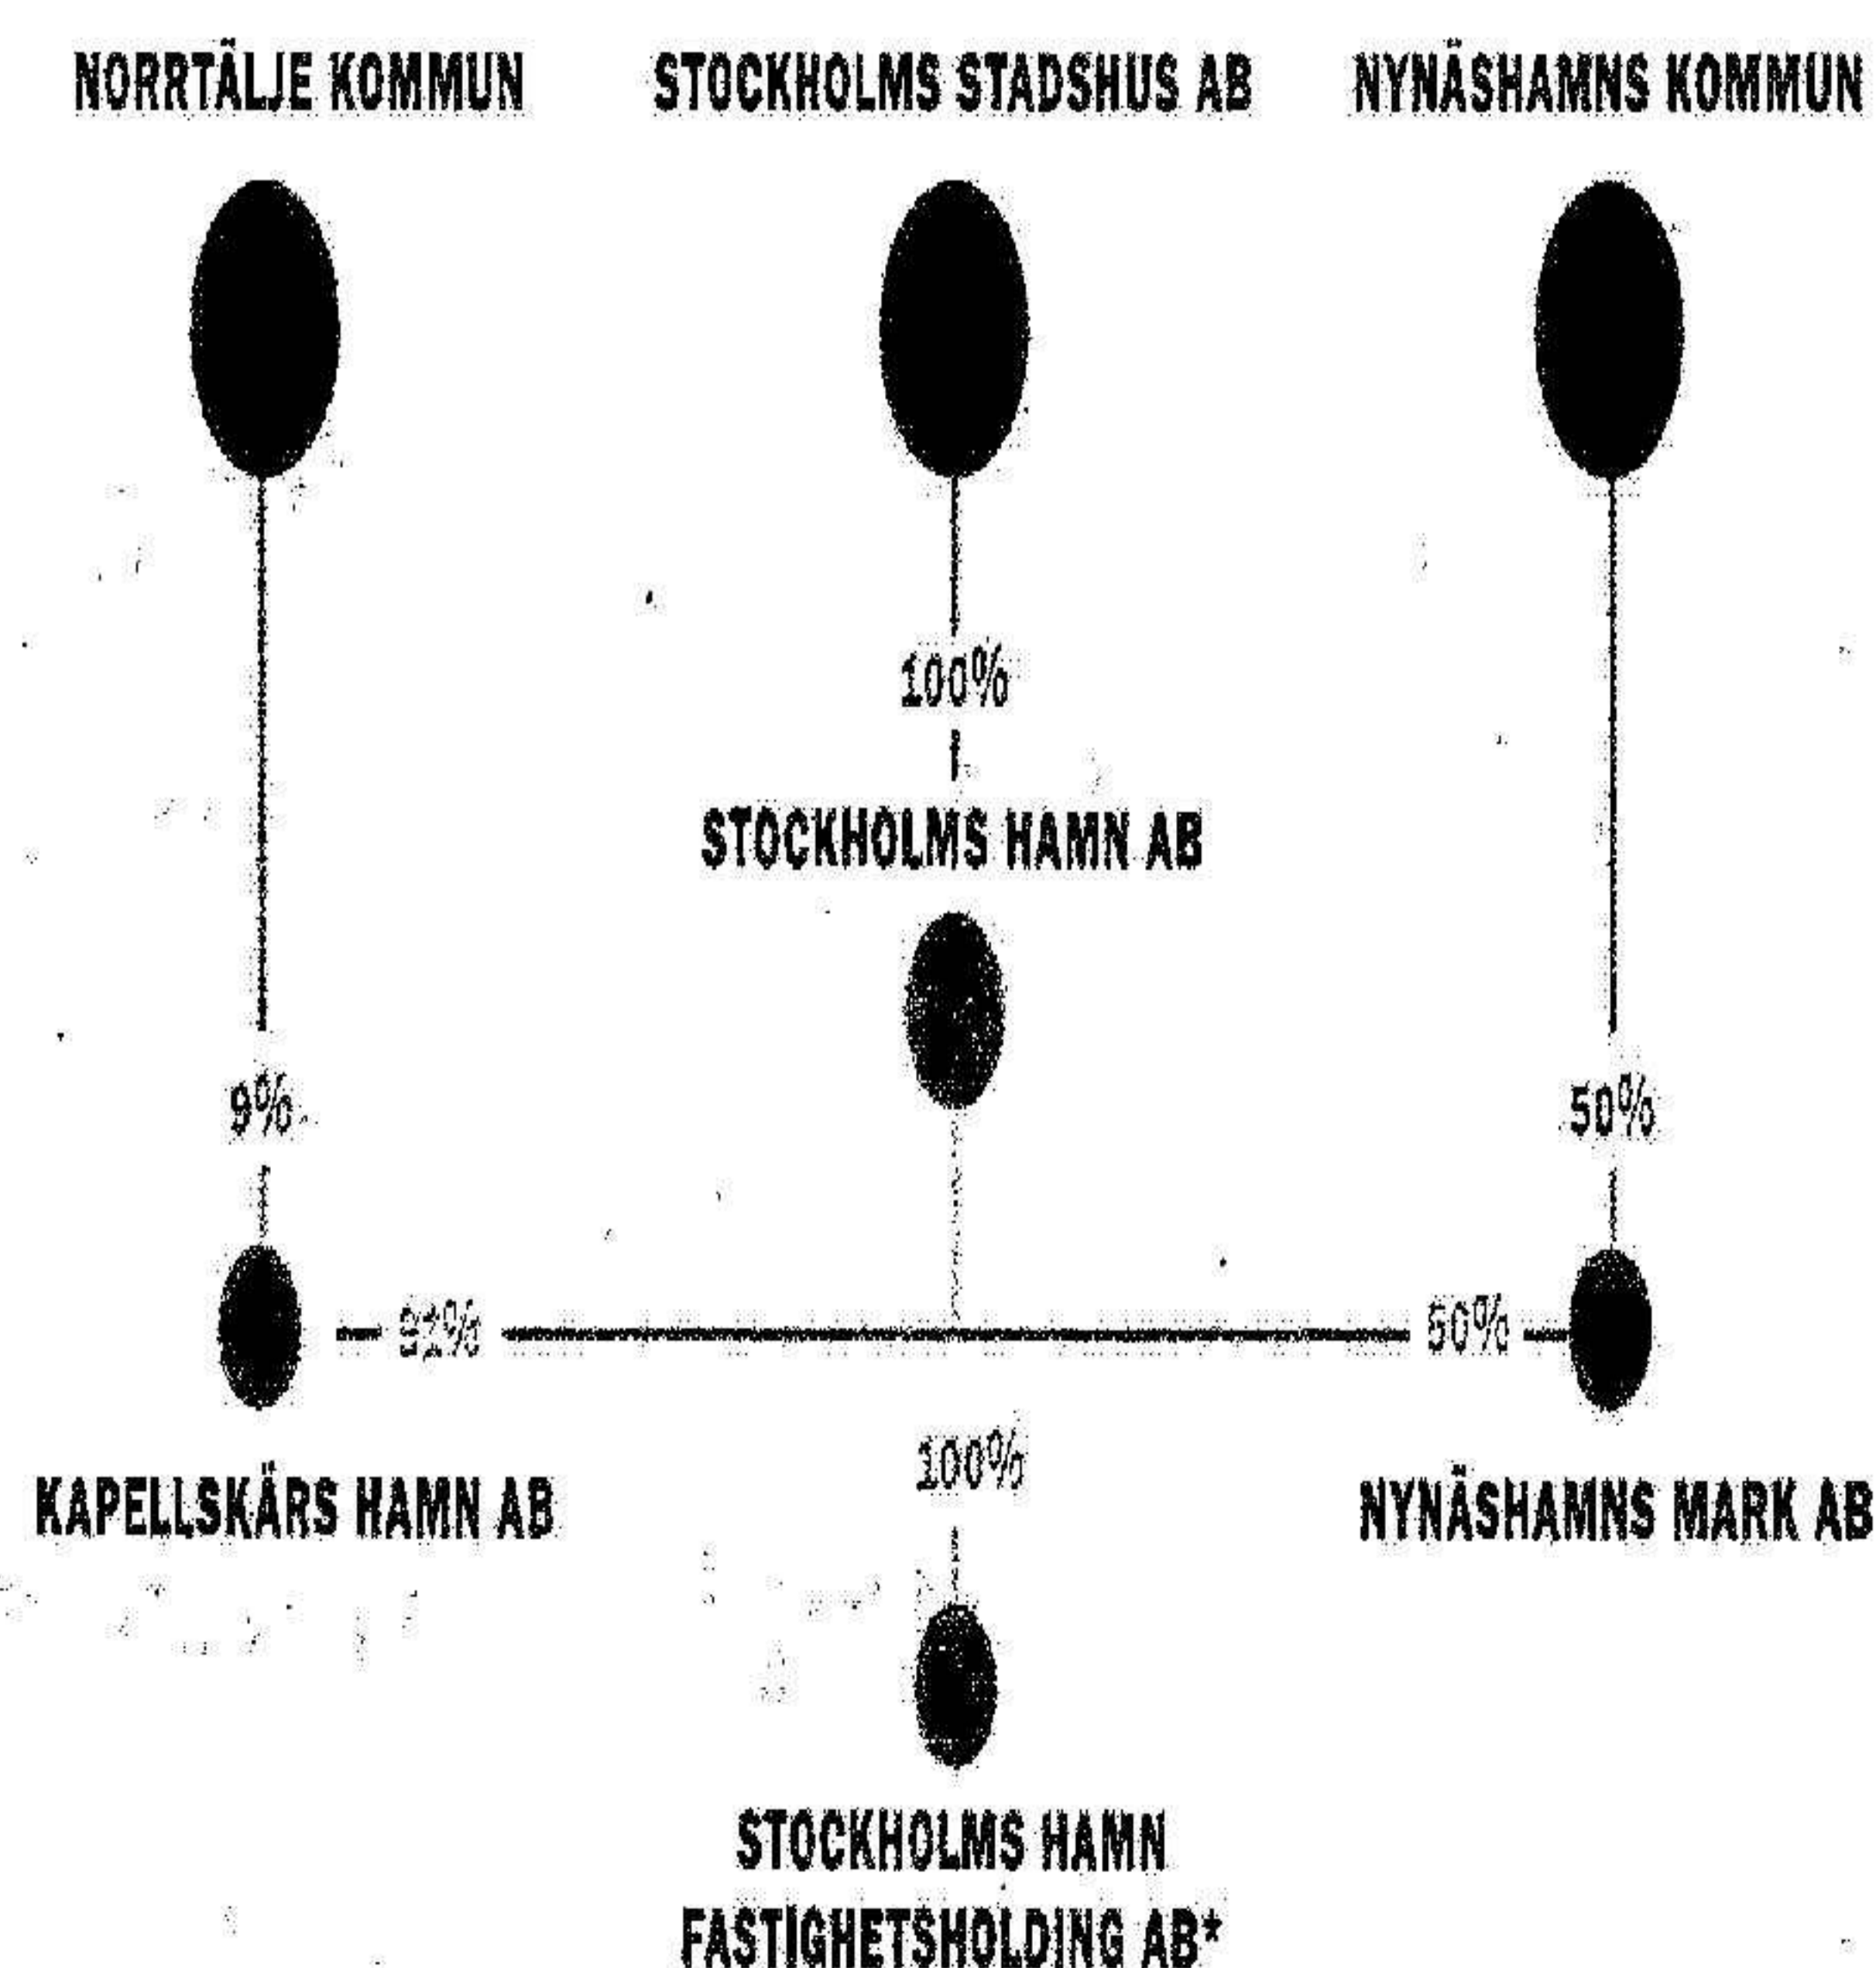 NORRTÄLJE KOMMUN
STOCKHOLMS STADSHUS AB
NYNÄSHAMNS KOMMUN
100%
STOCKHOLMS HAMN AB
9%
50%
91%
50%
100%
KAPELLSKÄRS HAMN AB
NYNÄSHAMNS MARK AB
STOCKHOLMS HAMN
FASTIGHETSHOLDING AB*